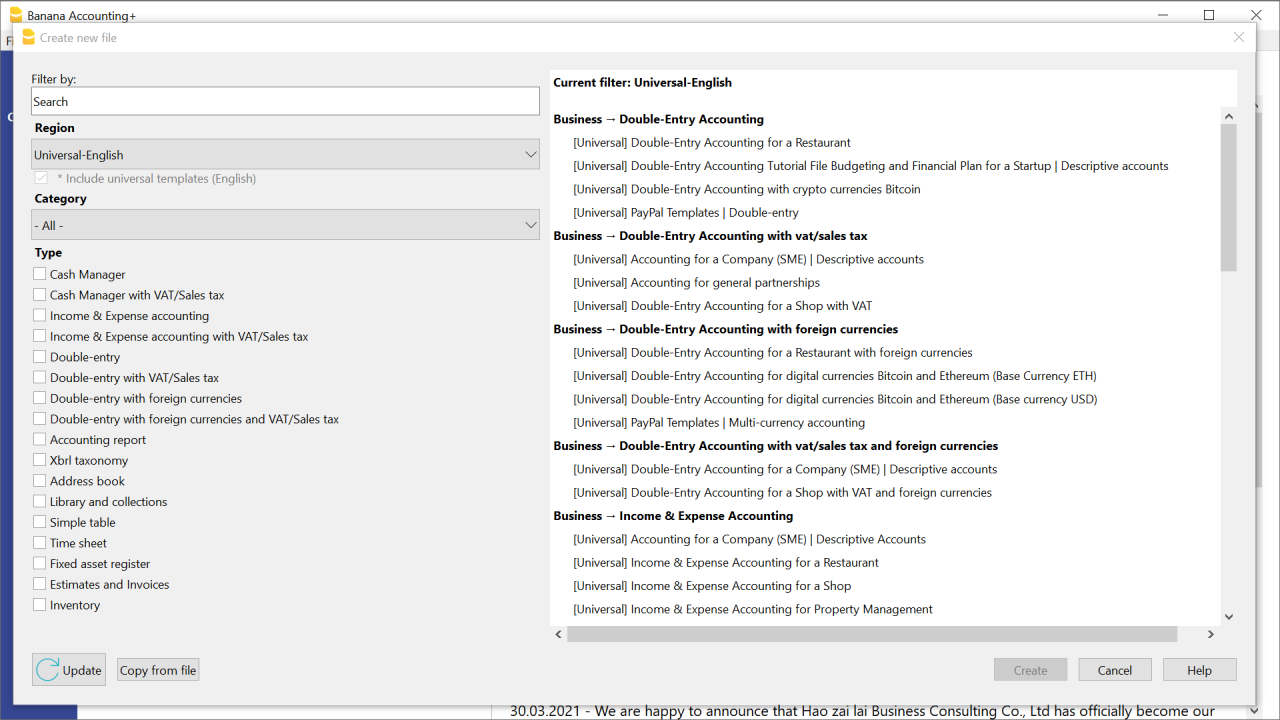 Banana Accounting+
Create new file
Filter by:
Search
Region
Universal-English
* Include universal templates (English)
Category
- All -
Type
Cash Manager
Cash Manager with VAT/Sales tax
Income & Expense accounting
Income & Expense accounting with VAT/Sales tax
Double-entry
Double-entry with VAT/Sales tax
Double-entry with foreign currencies
Double-entry with foreign currencies and VAT/Sales tax
Accounting report
Xbrl taxonomy
Address book
Library and collections
Simple table
Time sheet
Fixed asset register
Estimates and Invoices
Inventory
Update
Copy from file
Current filter: Universal-English
Business → Double-Entry Accounting
[Universal] Double-Entry Accounting for a Restaurant
[Universal] Double-Entry Accounting Tutorial File Budgeting and Financial Plan for a Startup | Descriptive accounts
[Universal] Double-Entry Accounting with crypto currencies Bitcoin
[Universal] PayPal Templates | Double-entry
Business → Double-Entry Accounting with vat/sales tax
[Universal] Accounting for a Company (SME) | Descriptive accounts
[Universal] Accounting for general partnerships
[Universal] Double-Entry Accounting for a Shop with VAT
Business → Double-Entry Accounting with foreign currencies
[Universal] Double-Entry Accounting for a Restaurant with foreign currencies
[Universal] Double-Entry Accounting for digital currencies Bitcoin and Ethereum (Base Currency ETH)
[Universal] Double-Entry Accounting for digital currencies Bitcoin and Ethereum (Base currency USD)
[Universal] PayPal Templates | Multi-currency accounting
Business → Double-Entry Accounting with vat/sales tax and foreign currencies
[Universal] Double-Entry Accounting for a Company (SME) | Descriptive accounts
[Universal] Double-Entry Accounting for a Shop with VAT and foreign currencies
Business → Income & Expense Accounting
[Universal] Accounting for a Company (SME) | Descriptive Accounts
[Universal] Income & Expense Accounting for a Restaurant
[Universal] Income & Expense Accounting for a Shop
[Universal] Income & Expense Accounting for Property Management
Create
Cancel
Help
30.03.2021 - We are happy to announce that Hao zai lai Business Consulting Co., Ltd has officially become our